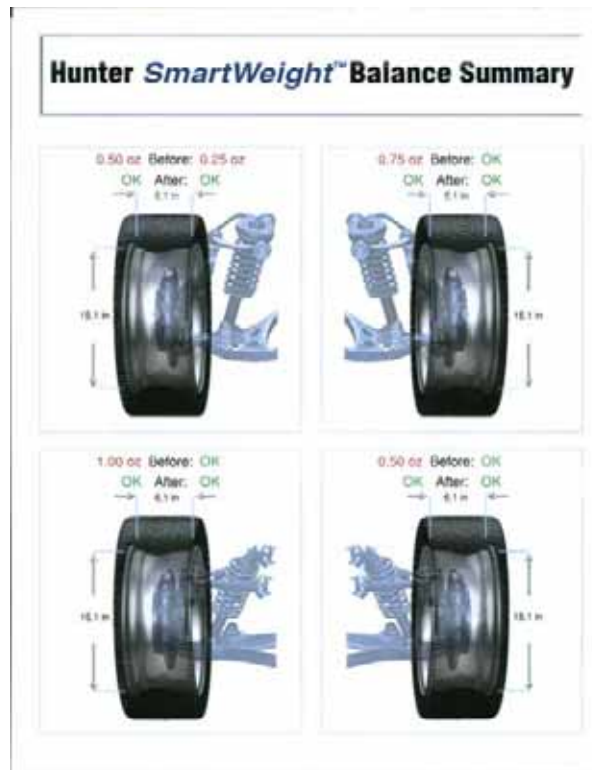 Hunter SmartWeight™ Balance Summary
0.50 oz Before: 0.25 oz
OK After: OK
6.1 in
15.1 in
0.75 oz Before: OK
OK After: OK
6.1 in
15.1 in
1.00 oz Before: OK
OK After: OK
6.1 in
15.1 in
0.50 oz Before: OK
OK After: OK
6.1 in
15.1 in